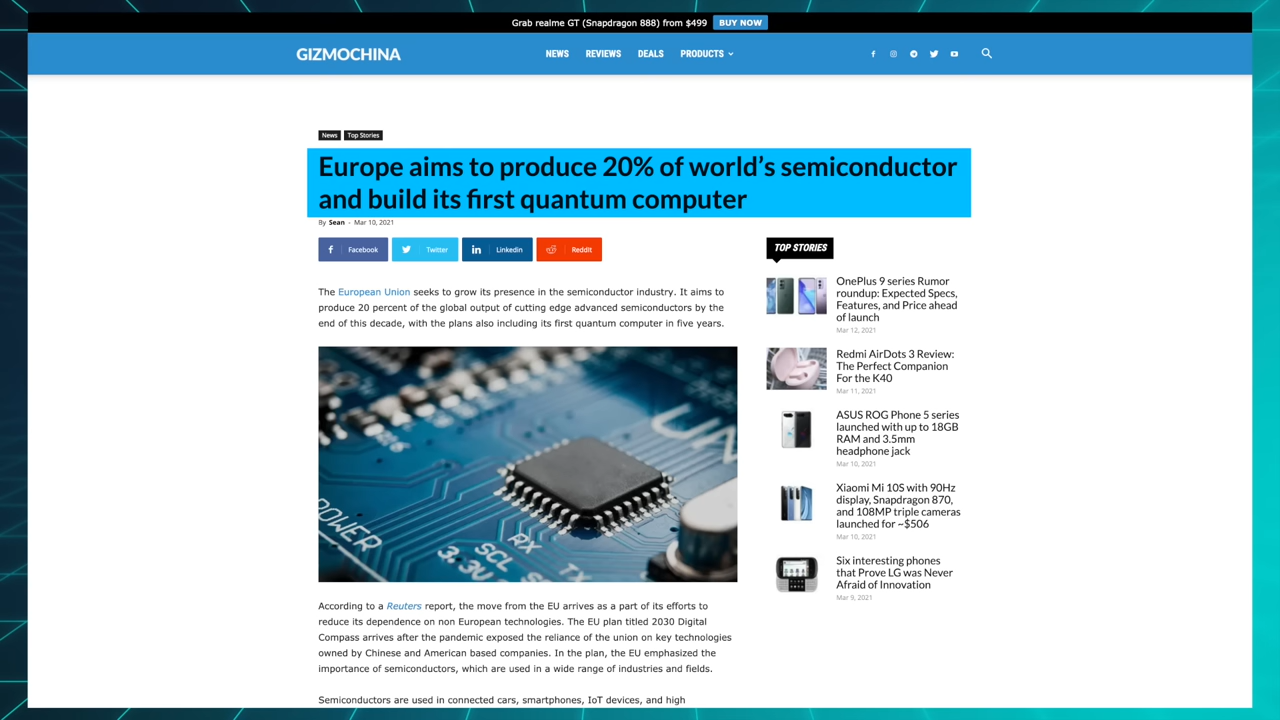 Grab realme GT (Snapdragon 888) from $499 BUY NOW
GIZMOCHINA
NEWS REVIEWS DEALS PRODUCTS
News Top Stories
Europe aims to produce 20% of world's semiconductor
and build its first quantum computer
By Sean - Mar 10, 2021
Facebook Twitter Linkedin ReddIt
The European Union seeks to grow its presence in the semiconductor industry. It aims to
produce 20 percent of the global output of cutting edge advanced semiconductors by the
end of this decade, with the plans also including its first quantum computer in five years.
POWER
SCL
3.3V
RX
TX
According to a Reuters report, the move from the EU arrives as a part of its efforts to
reduce its dependence on non European technologies. The EU plan titled 2030 Digital
Compass arrives after the pandemic exposed the reliance of the union on key technologies
owned by Chinese and American based companies. In the plan, the EU emphasized the
importance of semiconductors, which are used in a wide range of industries and fields.
Semiconductors are used in connected cars, smartphones, IoT devices, and high
TOP STORIES
OnePlus 9 series Rumor
roundup: Expected Specs,
Features, and Price ahead
of launch
Mar 12, 2021
Redmi AirDots 3 Review:
The Perfect Companion
For the K40
Mar 11, 2021
ASUS ROG Phone 5 series
launched with up to 18GB
RAM and 3.5mm
headphone jack
Mar 10, 2021
Xiaomi Mi 10S with 90Hz
display, Snapdragon 870,
and 108MP triple cameras
launched for ~$506
Mar 10, 2021
Six interesting phones
that Prove LG was Never
Afraid of Innovation
Mar 9, 2021